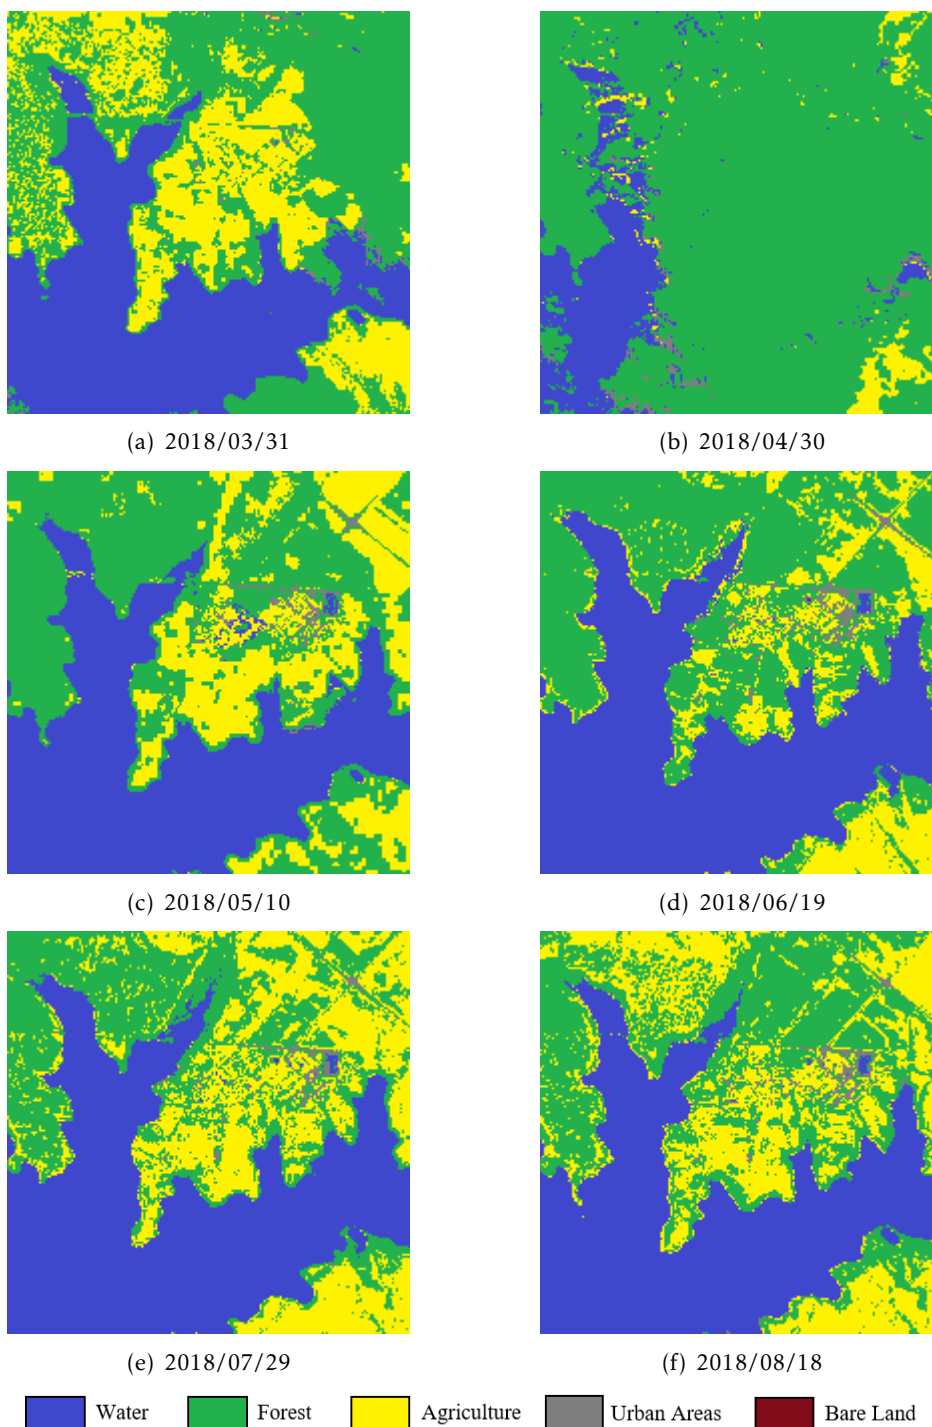 (a) 2018/03/31
(b) 2018/04/30
(c) 2018/05/10
(d) 2018/06/19
(e) 2018/07/29
(f) 2018/08/18
Water Forest Agriculture Urban Areas Bare Land